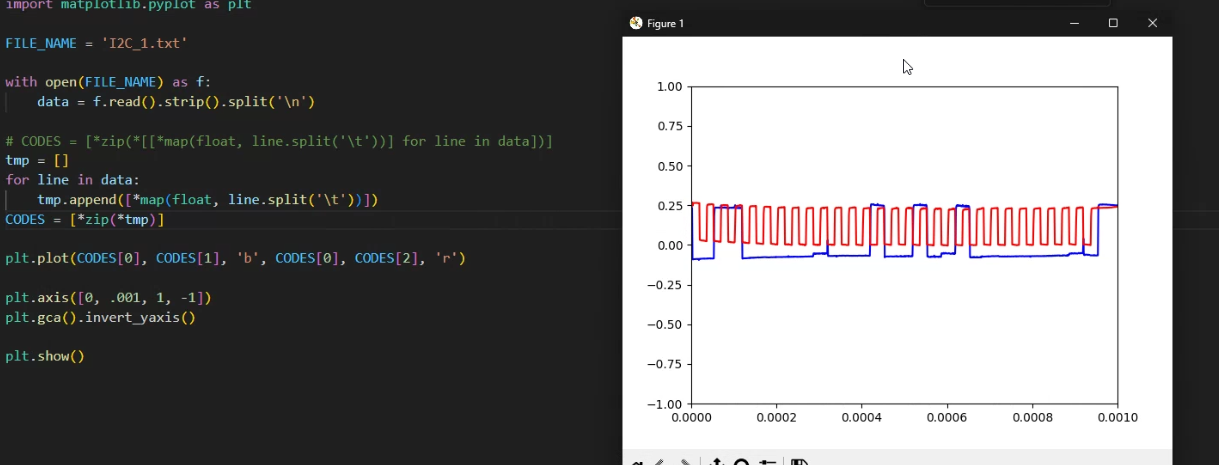 import matplotlib.pyplot as plt
FILE_NAME = 'I2C_1.txt'
with open(FILE_NAME) as f:
    data = f.read().strip().split('\n')
# CODES = [*zip(*[[*map(float, line.split('\t'))] for line in data])]
tmp = []
for line in data:
    tmp.append([*map(float, line.split('\t'))])
CODES = [*zip(*tmp)]
plt.plot(CODES[0], CODES[1], 'b', CODES[0], CODES[2], 'r')
plt.axis([0, .001, 1, -1])
plt.gca().invert_yaxis()
plt.show()
Figure 1
1.00
0.75
0.50
0.25
0.00
−0.25
−0.50
−0.75
−1.00
0.0000 0.0002 0.0004 0.0006 0.0008 0.0010